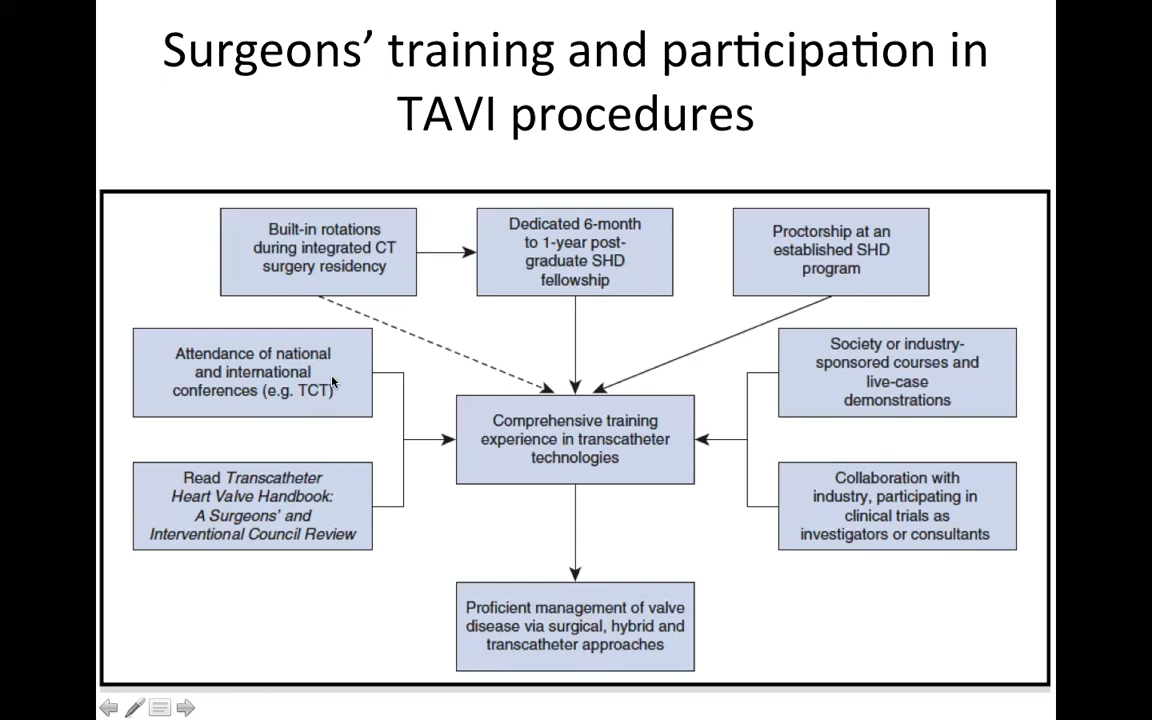 Surgeons’ training and participation in
TAVI procedures
Built-in rotations
during integrated CT
surgery residency
Dedicated 6-month
to 1-year post-
graduate SHD
fellowship
Proctorship at an
established SHD
program
Attendance of national
and international
conferences (e.g. TCT)
Society or industry-
sponsored courses and
live-case
demonstrations
Comprehensive training
experience in transcatheter
technologies
Read Transcatheter
Heart Valve Handbook:
A Surgeons’ and
Interventional Council Review
Collaboration with
industry, participating in
clinical trials as
investigators or consultants
Proficient management of valve
disease via surgical, hybrid and
transcatheter approaches